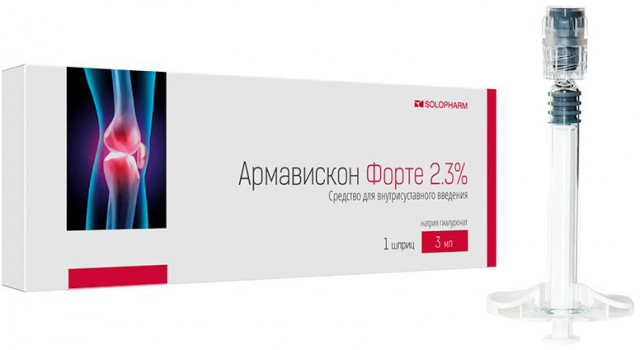 SOLOPHARM
Армавискон Форте 2.3%
Средство для внутрисуставного введения
натрия гиалуронат
1 шприц 3 мл